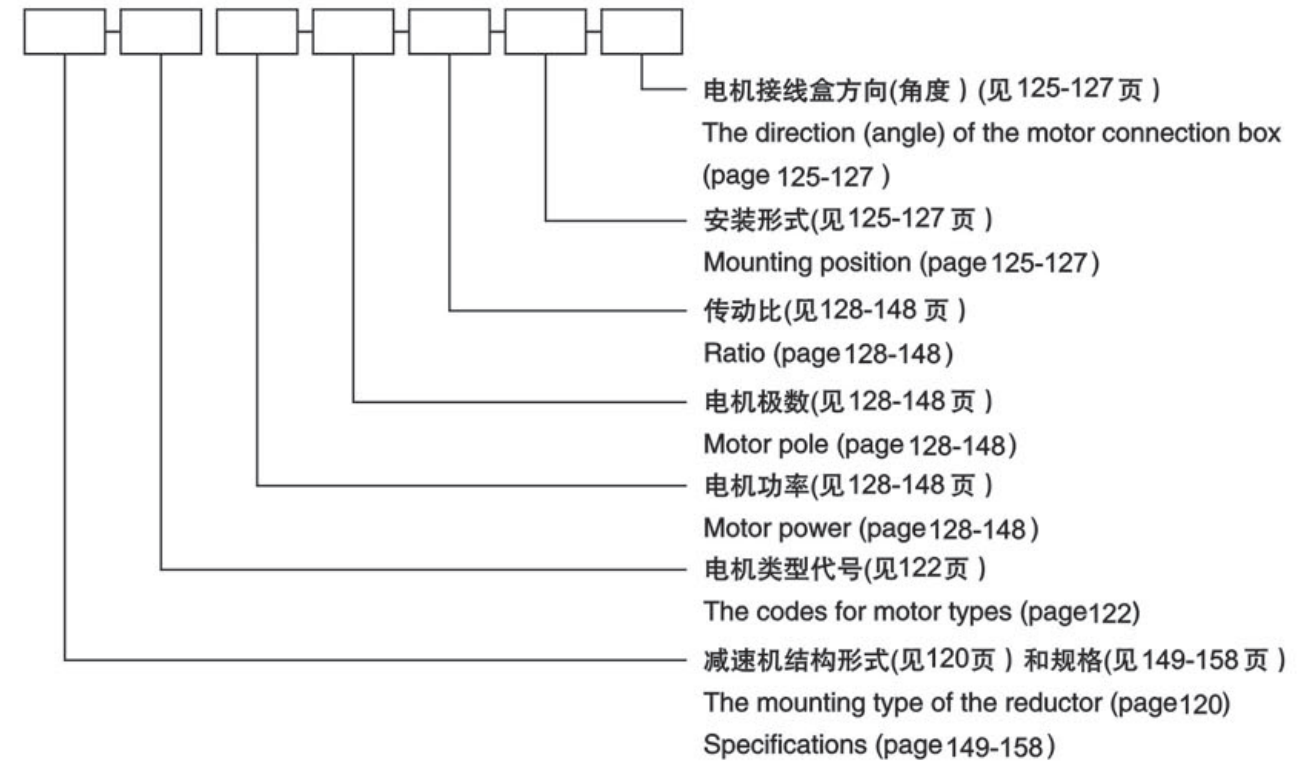 电机接线盒方向(角度）(见125-127页）
The direction (angle) of the motor connection box
(page 125-127 )
安装形式(见125-127页）
Mounting position (page 125-127)
传动比(见128-148 页）
Ratio (page 128-148)
电机极数(见128-148页）
Motor pole (page 128-148)
电机功率(见128-148页）
Motor power (page 128-148)
电机类型代号(见122页）
The codes for motor types (page122)
减速机结构形式(见120页）和规格(见149-158页）
The mounting type of the reductor (page120)
Specifications (page 149-158)